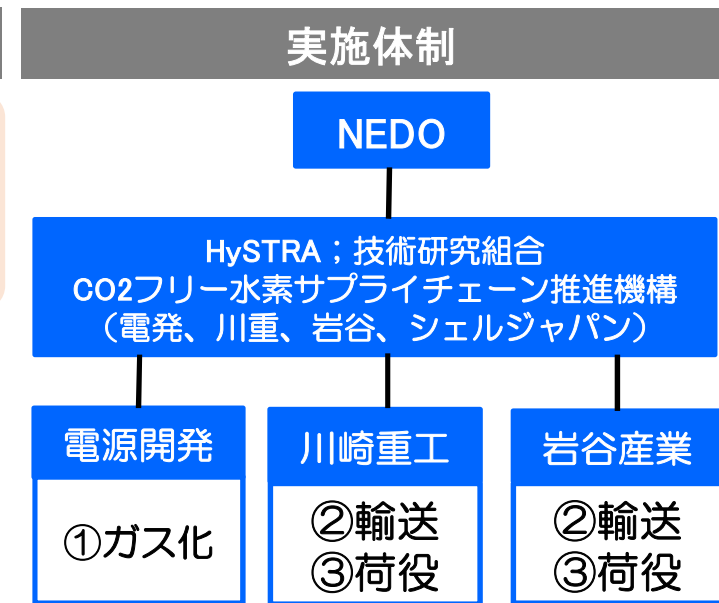 実施体制
NEDO
HySTRA；技術研究組合
CO2フリー水素サプライチェーン推進機構
（電発、川重、岩谷、シェルジャパン）
電源開発
①ガス化
川崎重工
②輸送
③荷役
岩谷産業
②輸送
③荷役